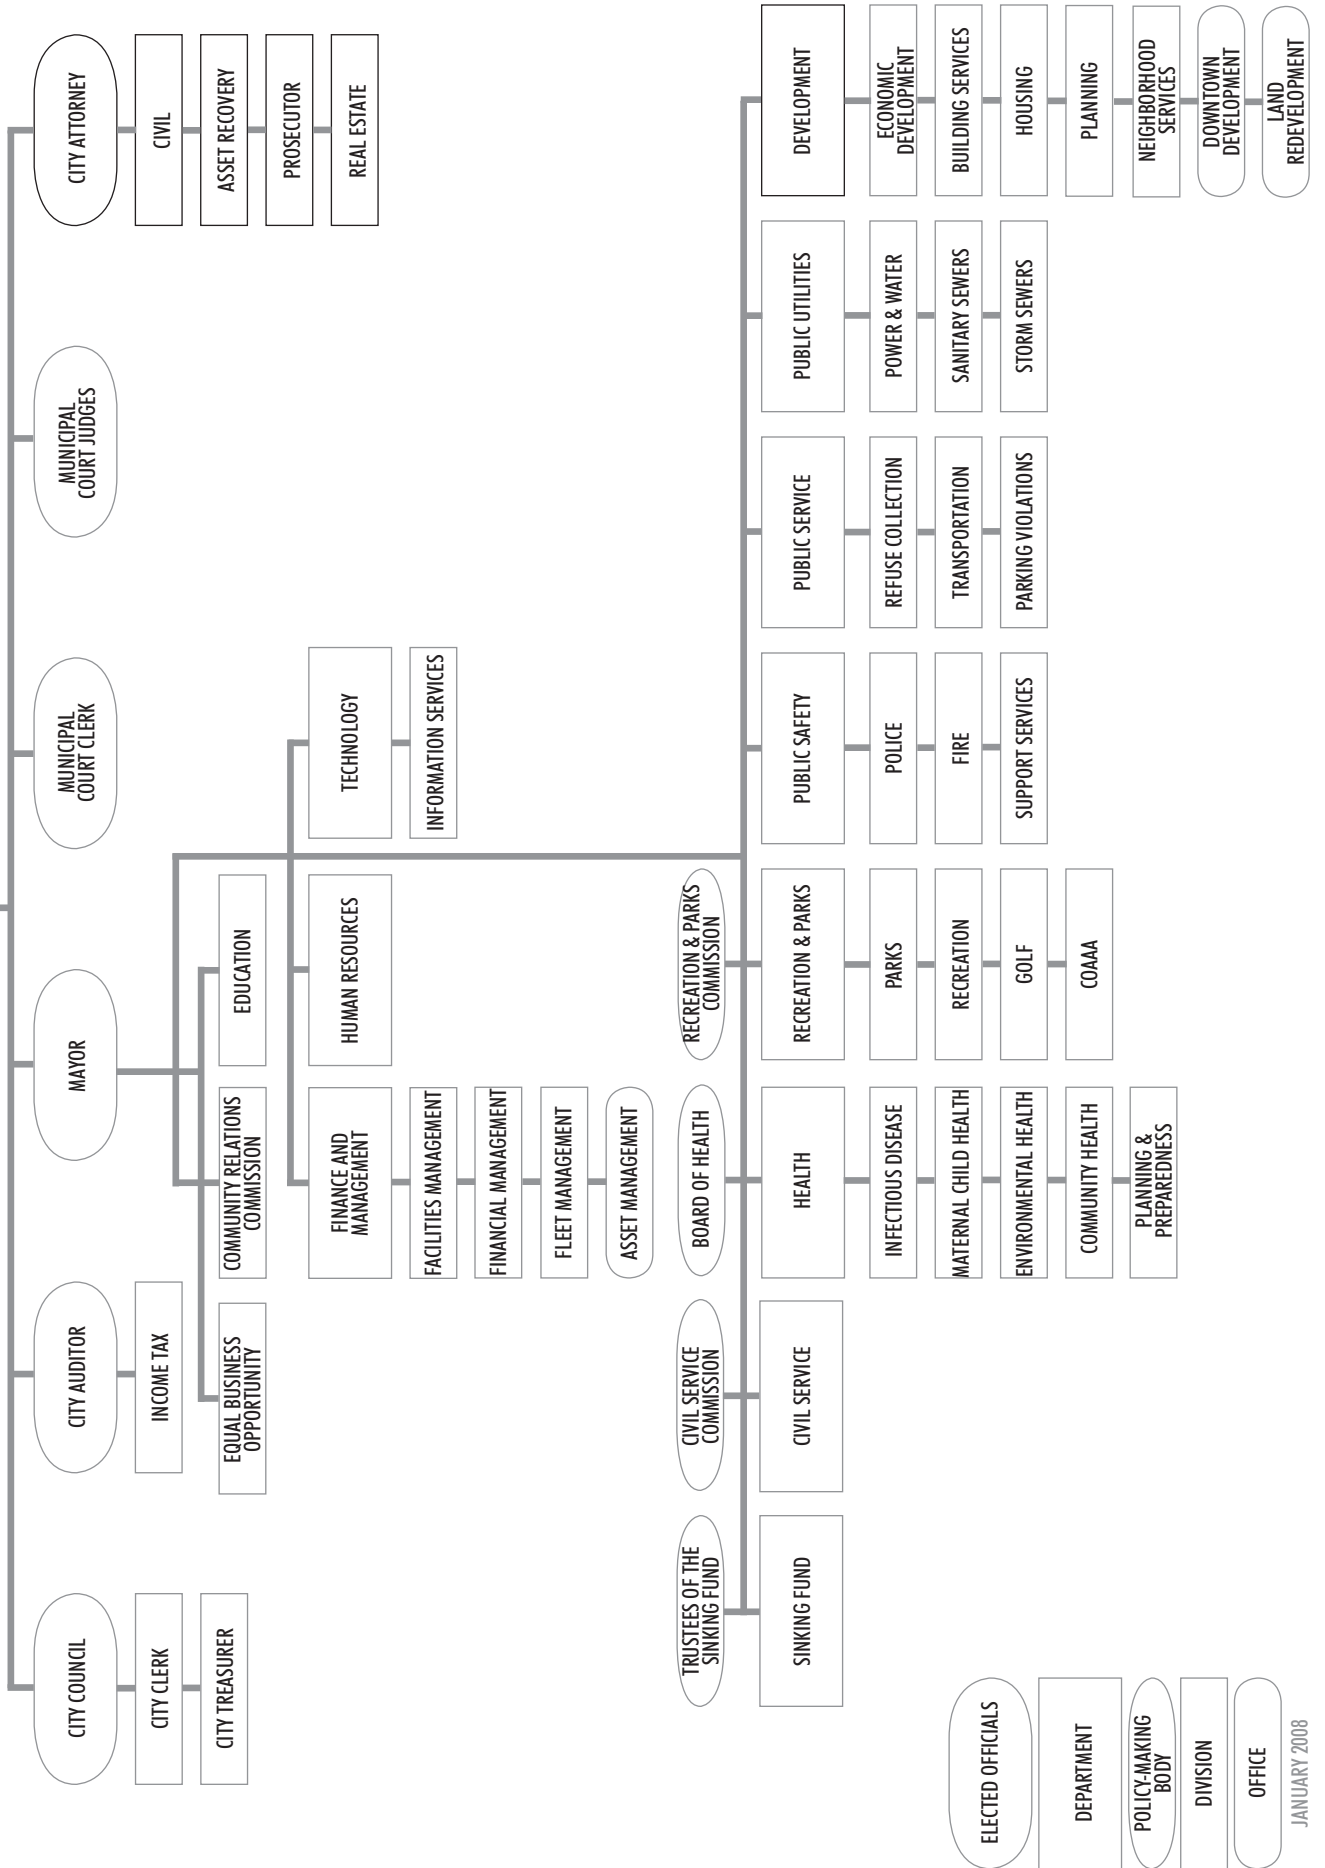 CITY COUNCIL
CITY CLERK
CITY TREASURER
CITY AUDITOR
INCOME TAX
MAYOR
EQUAL BUSINESS
OPPORTUNITY
COMMUNITY RELATIONS
COMMISSION
EDUCATION
FINANCE AND
MANAGEMENT
FACILITIES MANAGEMENT
FINANCIAL MANAGEMENT
FLEET MANAGEMENT
ASSET MANAGEMENT
HUMAN RESOURCES
TECHNOLOGY
INFORMATION SERVICES
MUNICIPAL
COURT CLERK
MUNICIPAL
COURT JUDGES
CITY ATTORNEY
CIVIL
ASSET RECOVERY
PROSECUTOR
REAL ESTATE
TRUSTEES OF THE
SINKING FUND
SINKING FUND
CIVIL SERVICE
COMMISSION
CIVIL SERVICE
BOARD OF HEALTH
HEALTH
INFECTIOUS DISEASE
MATERNAL CHILD HEALTH
ENVIRONMENTAL HEALTH
COMMUNITY HEALTH
PLANNING &
PREPAREDNESS
RECREATION & PARKS
COMMISSION
RECREATION & PARKS
PARKS
RECREATION
GOLF
COAAA
PUBLIC SAFETY
POLICE
FIRE
SUPPORT SERVICES
PUBLIC SERVICE
REFUSE COLLECTION
TRANSPORTATION
PARKING VIOLATIONS
PUBLIC UTILITIES
POWER & WATER
SANITARY SEWERS
STORM SEWERS
DEVELOPMENT
ECONOMIC
DEVELOPMENT
BUILDING SERVICES
HOUSING
PLANNING
NEIGHBORHOOD
SERVICES
DOWNTOWN
DEVELOPMENT
LAND
REDEVELOPMENT
ELECTED OFFICIALS
DEPARTMENT
POLICY-MAKING
BODY
DIVISION
OFFICE
JANUARY 2008